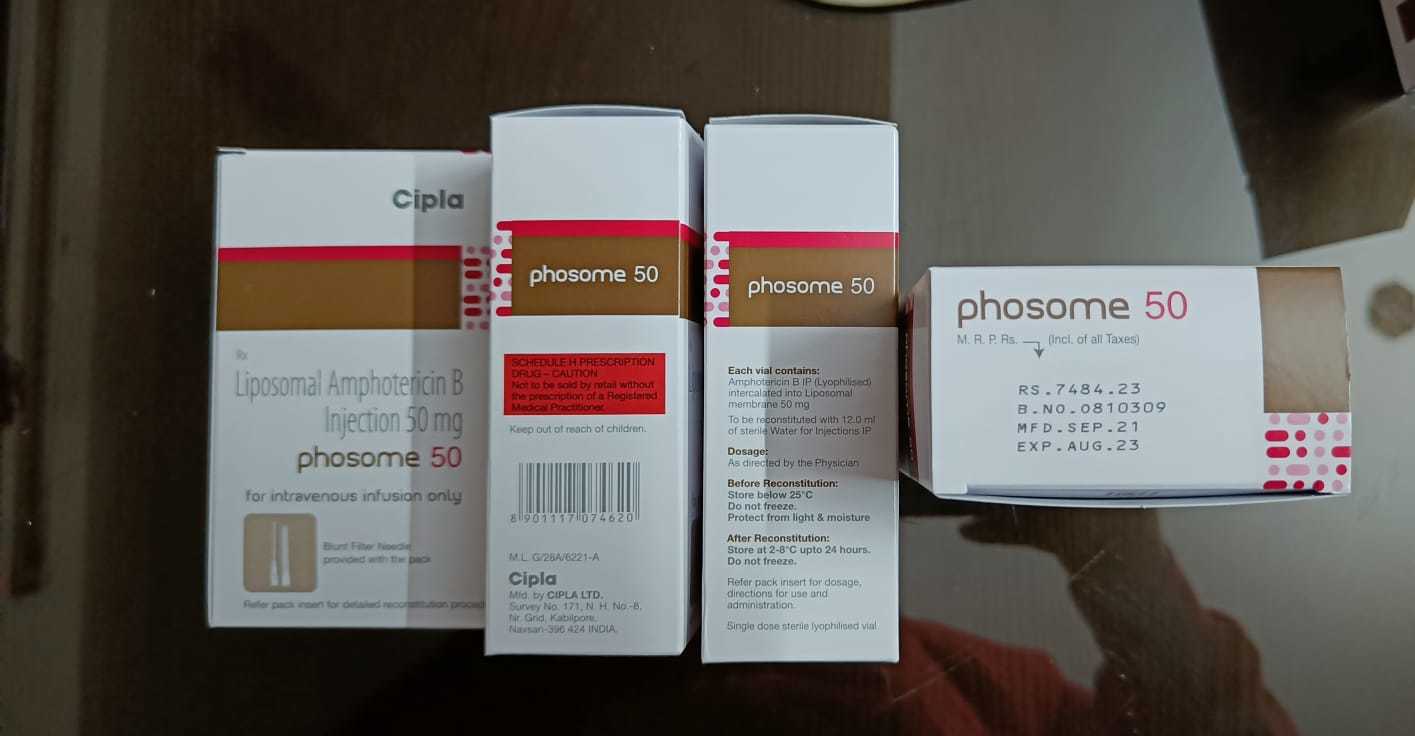 Cipla
Rx
Liposomal Amphotericin B
Injection 50 mg
phosome 50
for intravenous infusion only
Blunt Filter Needle
provided with the pack
Refer pack insert for detailed reconstitution
phosome 50
SCHEDULE H PRESCRIPTION
DRUG – CAUTION
Not to be sold by retail without
the prescription of a Registered
Medical Practitioner.
Keep out of reach of children.
8 901117 074620
M.L. G/28A/6221-A
Cipla
Mfd. by CIPLA LTD.
Survey No. 171, N. H. No.-8,
Nr. Grid, Kabilpore,
Navsari-396 424 INDIA.
phosome 50
Each vial contains:
Amphotericin B IP (Lyophilised)
intercalated into Liposomal
membrane 50 mg
To be reconstituted with 12.0 ml
of sterile Water for Injections IP
Dosage:
As directed by the Physician
Before Reconstitution:
Store below 25°C
Do not freeze.
Protect from light & moisture
After Reconstitution:
Store at 2-8°C upto 24 hours.
Do not freeze.
Refer pack insert for dosage,
directions for use and
administration.
Single dose sterile lyophilised vial
phosome 50
M. R. P. Rs. (Incl. of all Taxes)
RS.7484.23
B.NO.0810309
MFD.SEP.21
EXP.AUG.23